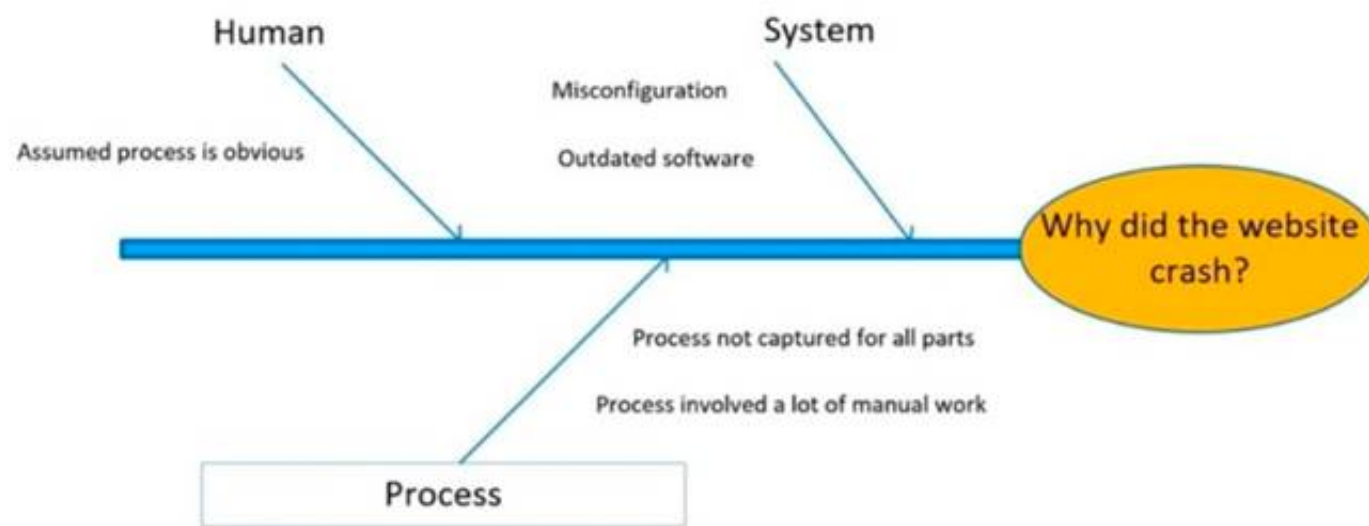 Human
System
Misconfiguration
Assumed process is obvious
Outdated software
Why did the website
crash?
Process not captured for all parts
Process involved a lot of manual work
Process